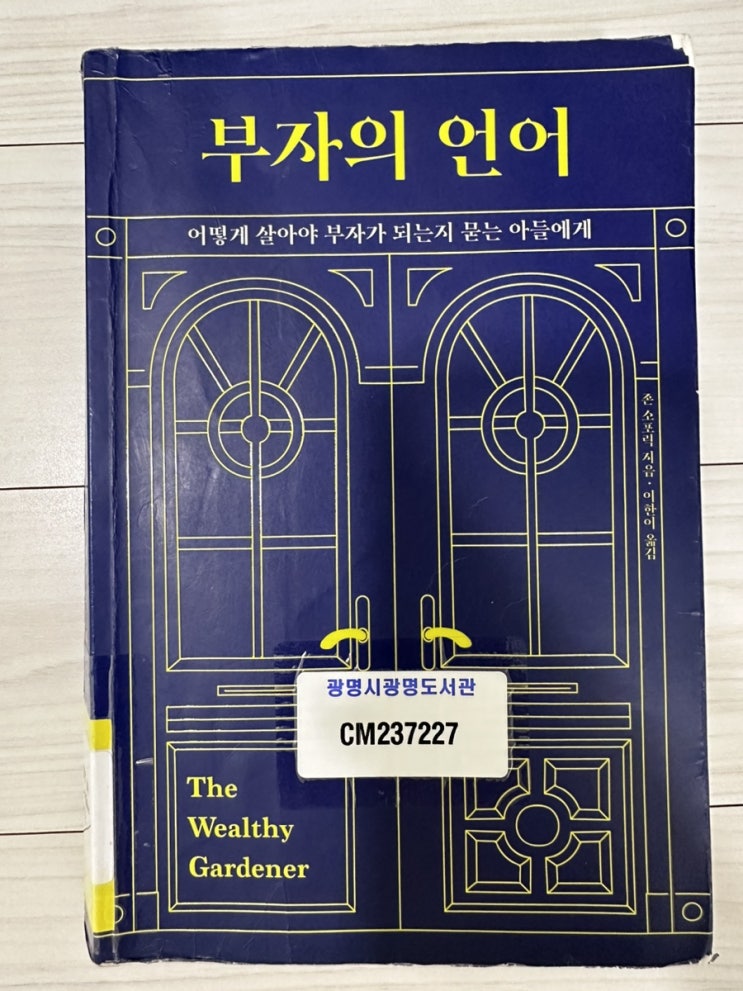 부자의 언어
어떻게 살아야 부자가 되는지 묻는 아들에게
존 소포릭 지음 · 이한이 옮김
광명시광명도서관
CM237227
The
Wealthy
Gardener